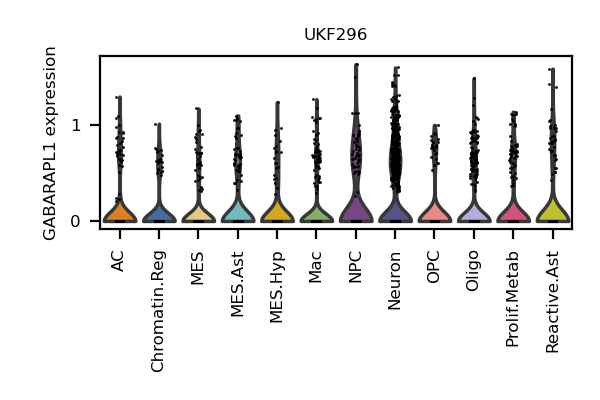 UKF296
GABARAPL1 expression
1
0
AC
Chromatin.Reg
MES
MES.Ast
MES.Hyp
Mac
NPC
Neuron
OPC
Oligo
Prolif.Metab
Reactive.Ast